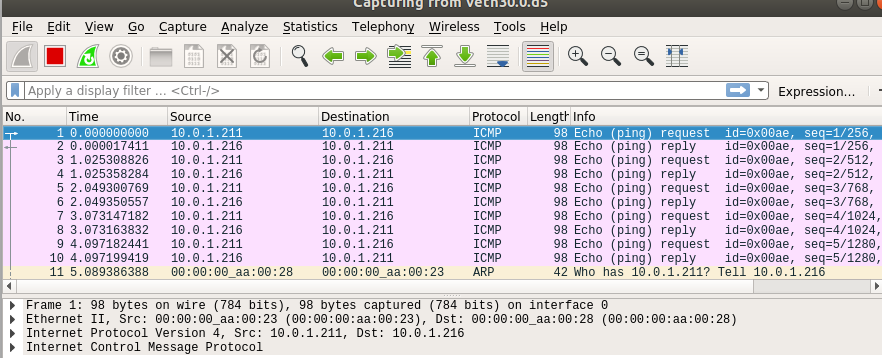 Capturing from veth30.0.d5
File Edit View Go Capture Analyze Statistics Telephony Wireless Tools Help
Apply a display filter ... <Ctrl-/> Expression...
No. Time Source Destination Protocol Length Info
1 0.000000000 10.0.1.211 10.0.1.216 ICMP 98 Echo (ping) request id=0x00ae, seq=1/256,
2 0.000017411 10.0.1.216 10.0.1.211 ICMP 98 Echo (ping) reply id=0x00ae, seq=1/256,
3 1.025308826 10.0.1.211 10.0.1.216 ICMP 98 Echo (ping) request id=0x00ae, seq=2/512,
4 1.025358284 10.0.1.216 10.0.1.211 ICMP 98 Echo (ping) reply id=0x00ae, seq=2/512,
5 2.049300769 10.0.1.211 10.0.1.216 ICMP 98 Echo (ping) request id=0x00ae, seq=3/768,
6 2.049350557 10.0.1.216 10.0.1.211 ICMP 98 Echo (ping) reply id=0x00ae, seq=3/768,
7 3.073147182 10.0.1.211 10.0.1.216 ICMP 98 Echo (ping) request id=0x00ae, seq=4/1024,
8 3.073163832 10.0.1.216 10.0.1.211 ICMP 98 Echo (ping) reply id=0x00ae, seq=4/1024,
9 4.097182441 10.0.1.211 10.0.1.216 ICMP 98 Echo (ping) request id=0x00ae, seq=5/1280,
10 4.097199419 10.0.1.216 10.0.1.211 ICMP 98 Echo (ping) reply id=0x00ae, seq=5/1280,
11 5.089386388 00:00:00_aa:00:28 00:00:00_aa:00:23 ARP 42 Who has 10.0.1.211? Tell 10.0.1.216
Frame 1: 98 bytes on wire (784 bits), 98 bytes captured (784 bits) on interface 0
Ethernet II, Src: 00:00:00_aa:00:23 (00:00:00:aa:00:23), Dst: 00:00:00_aa:00:28 (00:00:00:aa:00:28)
Internet Protocol Version 4, Src: 10.0.1.211, Dst: 10.0.1.216
Internet Control Message Protocol